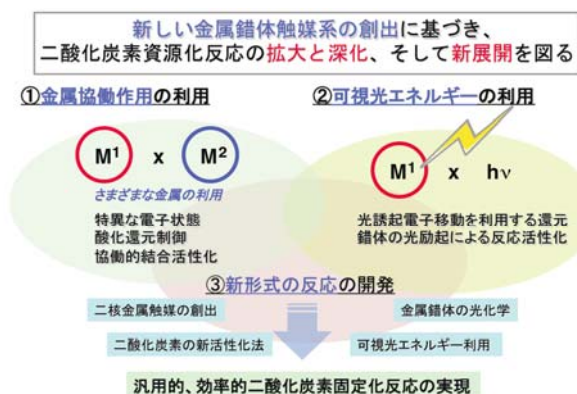 新しい金属錯体触媒系の創出に基づき、
二酸化炭素資源化反応の拡大と深化、そして新展開を図る
①金属協働作用の利用
②可視光エネルギーの利用
M¹ x M²
M¹ x hν
さまざまな金属の利用
特異な電子状態
酸化還元制御
協働的結合活性化
光誘起電子移動を利用する還元
錯体の光励起による反応活性化
③新形式の反応の開発
二核金属触媒の創出
金属錯体の光化学
二酸化炭素の新活性化法
可視光エネルギー利用
汎用的、効率的二酸化炭素固定化反応の実現